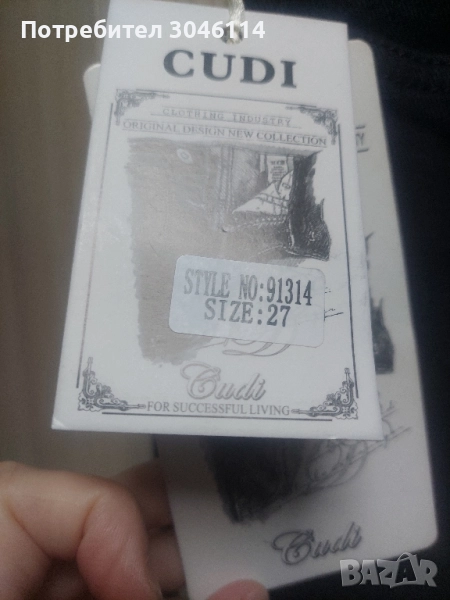 Потребител 3046114
CUDI
CLOTHING INDUSTRY
ORIGINAL DESIGN NEW COLLECTION
STYLE NO:91314
SIZE:27
Cudi
FOR SUCCESSFUL LIVING
Cudi
BAZAR